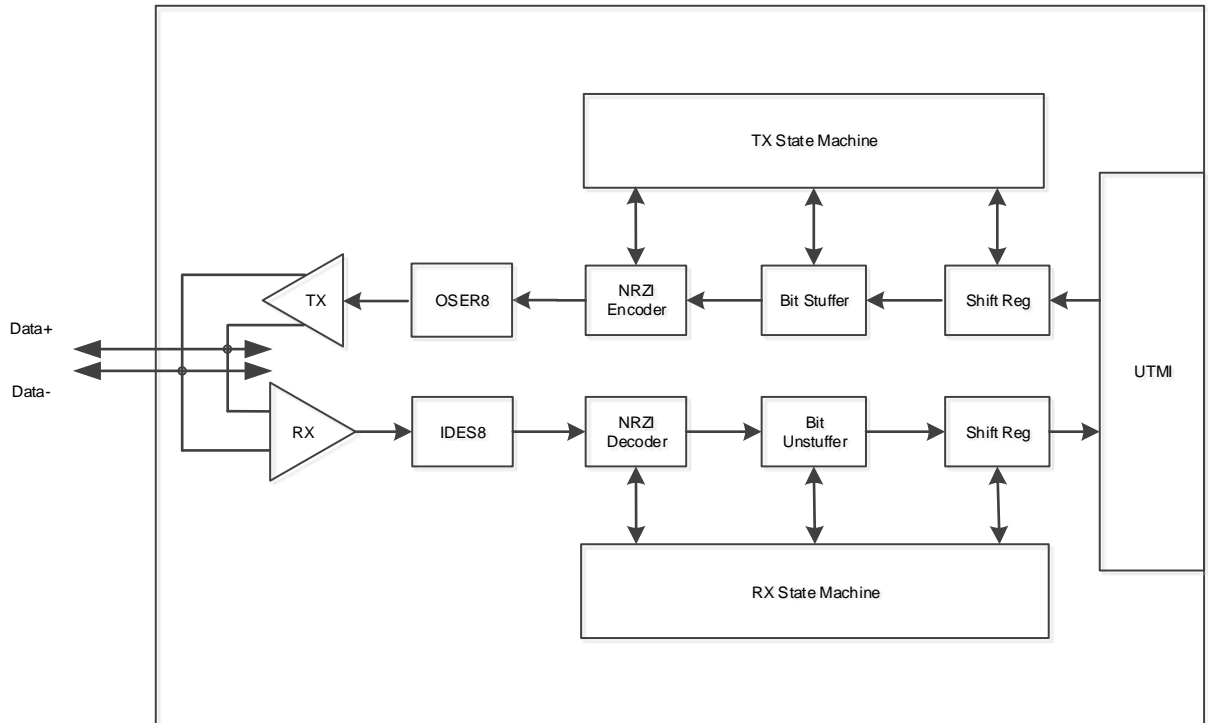 TX State Machine
TX
OSER8
NRZI
Encoder
Bit Stuffer
Shift Reg
Data+
Data-
UTMI
RX
IDES8
NRZI
Decoder
Bit
Unstuffer
Shift Reg
RX State Machine